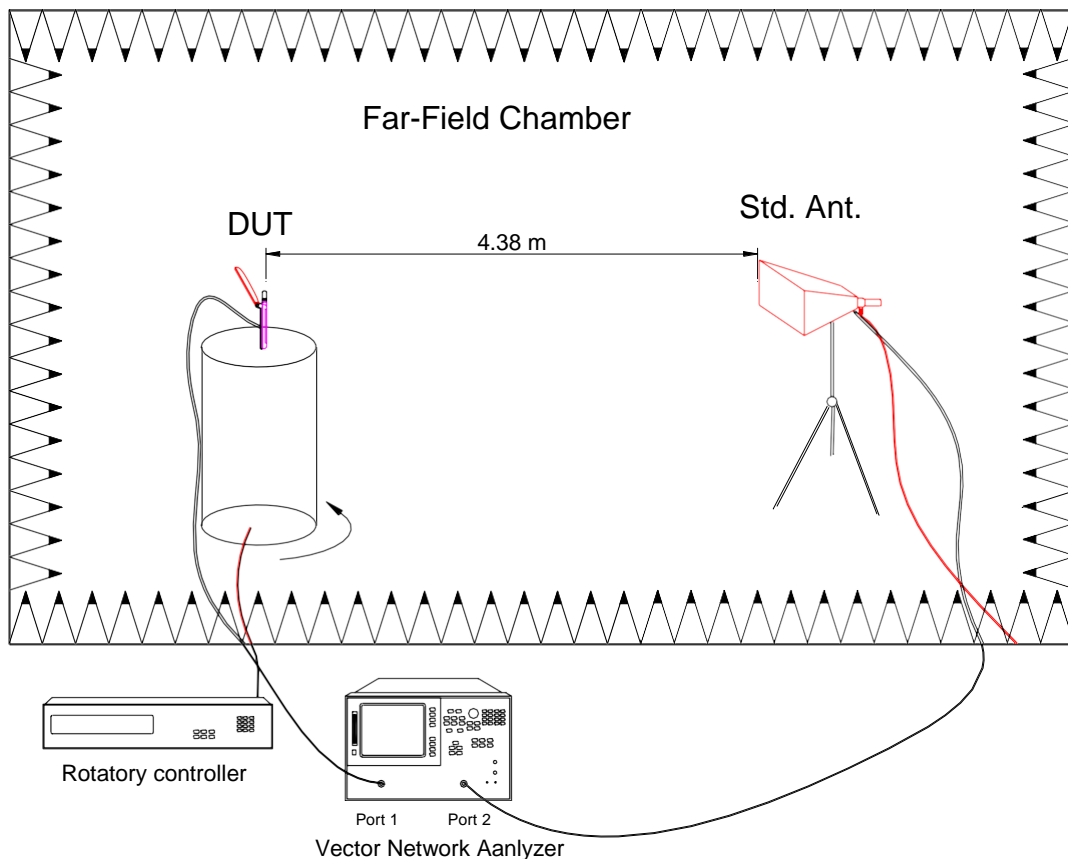 Far-Field Chamber
DUT
Std. Ant.
4.38 m
Rotatory controller
Port 1
Port 2
Vector Network Aanlyzer